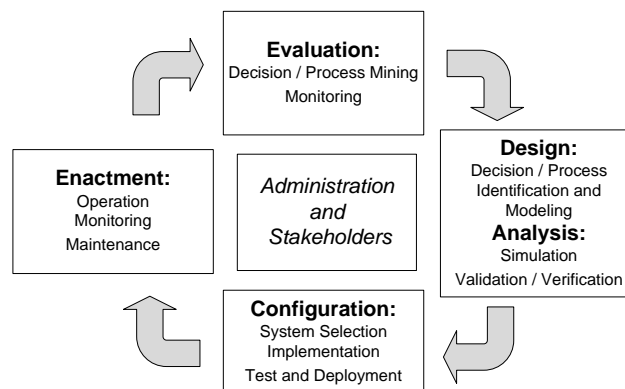 Evaluation:
Decision / Process Mining
Monitoring
Design:
Decision / Process
Identification and
Modeling
Analysis:
Simulation
Validation / Verification
Enactment:
Operation
Monitoring
Maintenance
Administration
and
Stakeholders
Configuration:
System Selection
Implementation
Test and Deployment